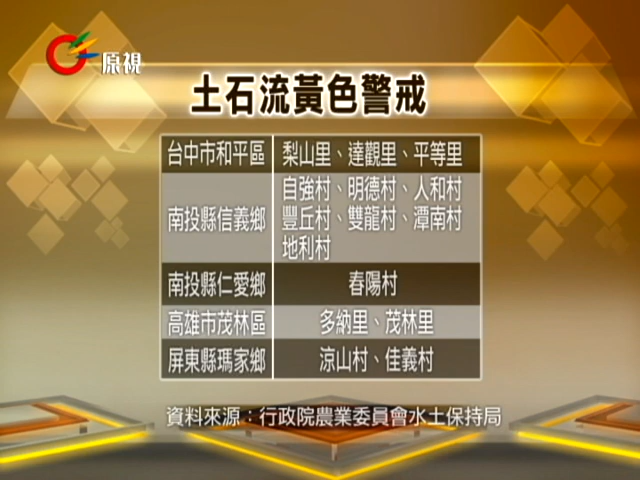 原視
土石流黃色警戒
台中市和平區 梨山里、達觀里、平等里
南投縣信義鄉 自強村、明德村、人和村
豐丘村、雙龍村、潭南村
地利村
南投縣仁愛鄉 春陽村
高雄市茂林區 多納里、茂林里
屏東縣瑪家鄉 涼山村、佳義村
資料來源：行政院農業委員會水土保持局